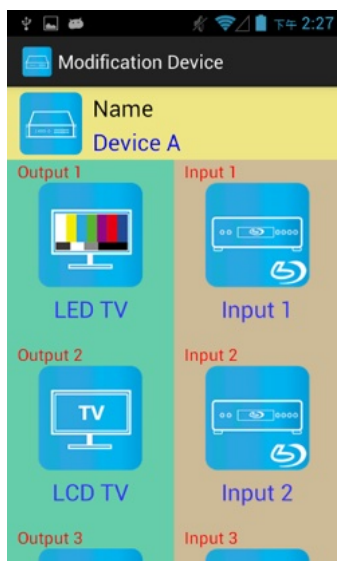 下午 2:27
Modification Device
Name
Device A
Output 1
Input 1
LED TV
Input 1
Output 2
Input 2
TV
LCD TV
Input 2
Output 3
Input 3